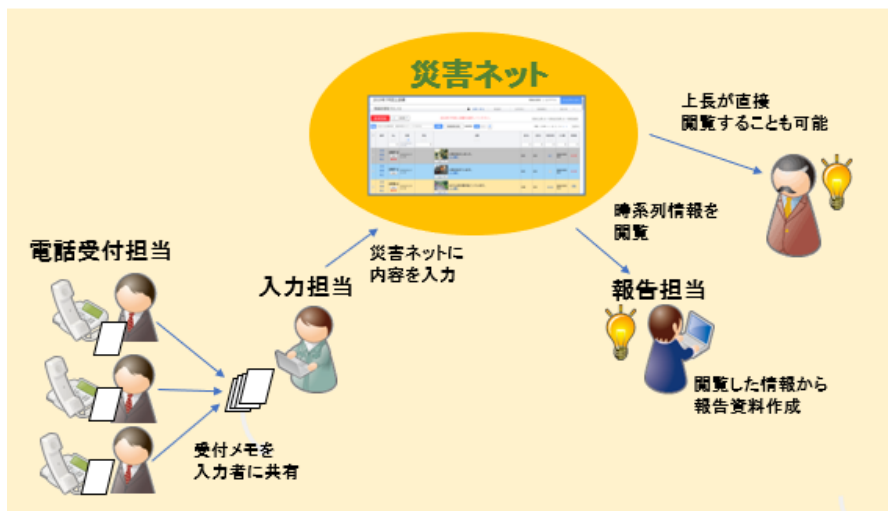 災害ネット
上長が直接
閲覧することも可能
時系列情報を
閲覧
電話受付担当
災害ネットに
内容を入力
入力担当
報告担当
閲覧した情報から
報告資料作成
受付メモを
入力者に共有